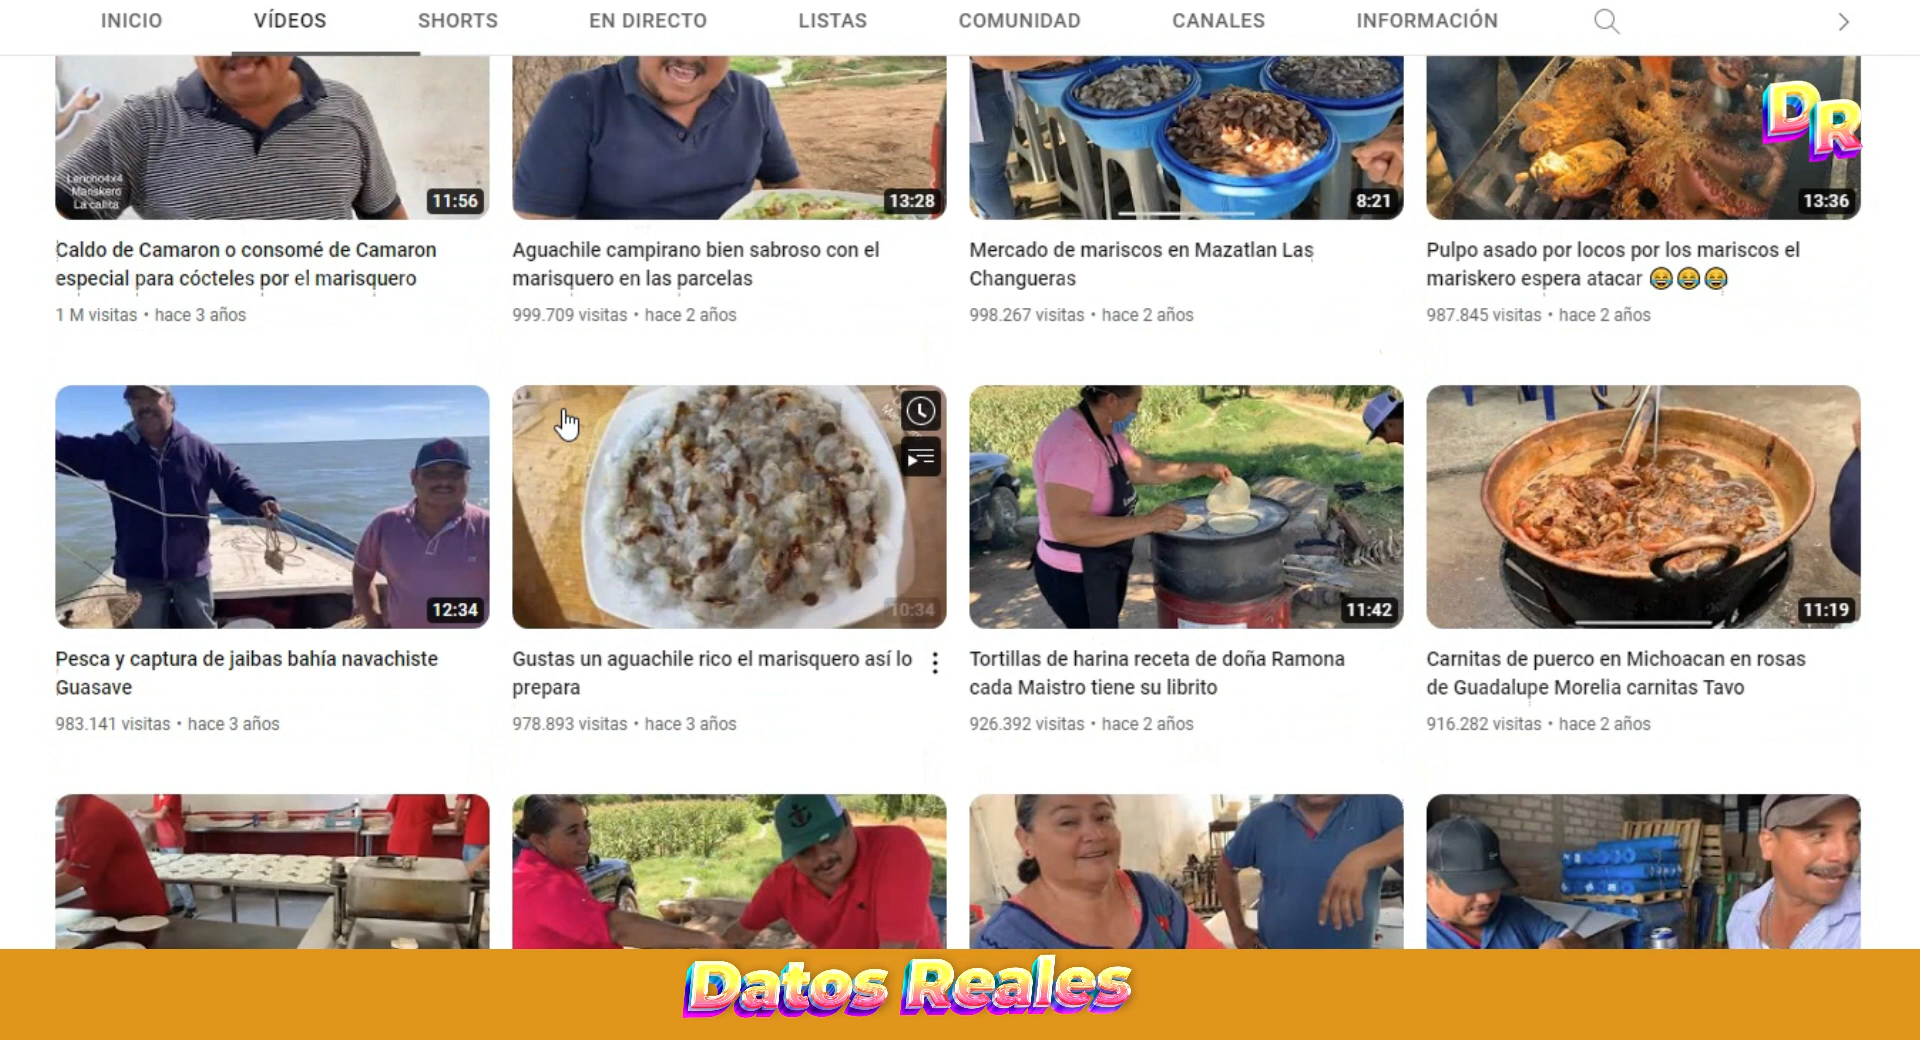 INICIO VÍDEOS SHORTS EN DIRECTO LISTAS COMUNIDAD CANALES INFORMACIÓN
DR
Lencho4x4
Mariskero
La calita
11:56 13:28 8:21 13:36
Caldo de Camaron o consomé de Camaron
especial para cócteles por el marisquero
1 M visitas • hace 3 años
Aguachile campirano bien sabroso con el
marisquero en las parcelas
999.709 visitas • hace 2 años
Mercado de mariscos en Mazatlan Las
Changueras
998.267 visitas • hace 2 años
Pulpo asado por locos por los mariscos el
mariskero espera atacar 😂😂😂
987.845 visitas • hace 2 años
12:34 10:34 11:42 11:19
Pesca y captura de jaibas bahía navachiste
Guasave
983.141 visitas • hace 3 años
Gustas un aguachile rico el marisquero así lo
prepara
978.893 visitas • hace 3 años
Tortillas de harina receta de doña Ramona
cada Maistro tiene su librito
926.392 visitas • hace 2 años
Carnitas de puerco en Michoacan en rosas
de Guadalupe Morelia carnitas Tavo
916.282 visitas • hace 2 años
Datos Reales